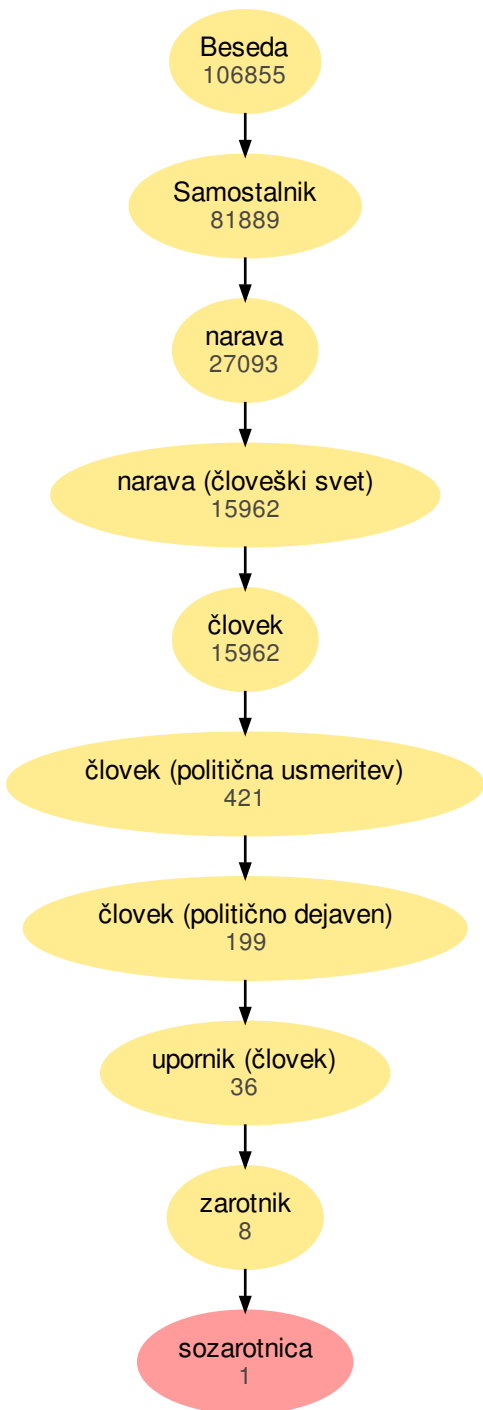 Beseda
106855
Samostalnik
81889
narava
27093
narava (človeški svet)
15962
človek
15962
človek (politična usmeritev)
421
človek (politično dejaven)
199
upornik (človek)
36
zarotnik
8
sozarotnica
1